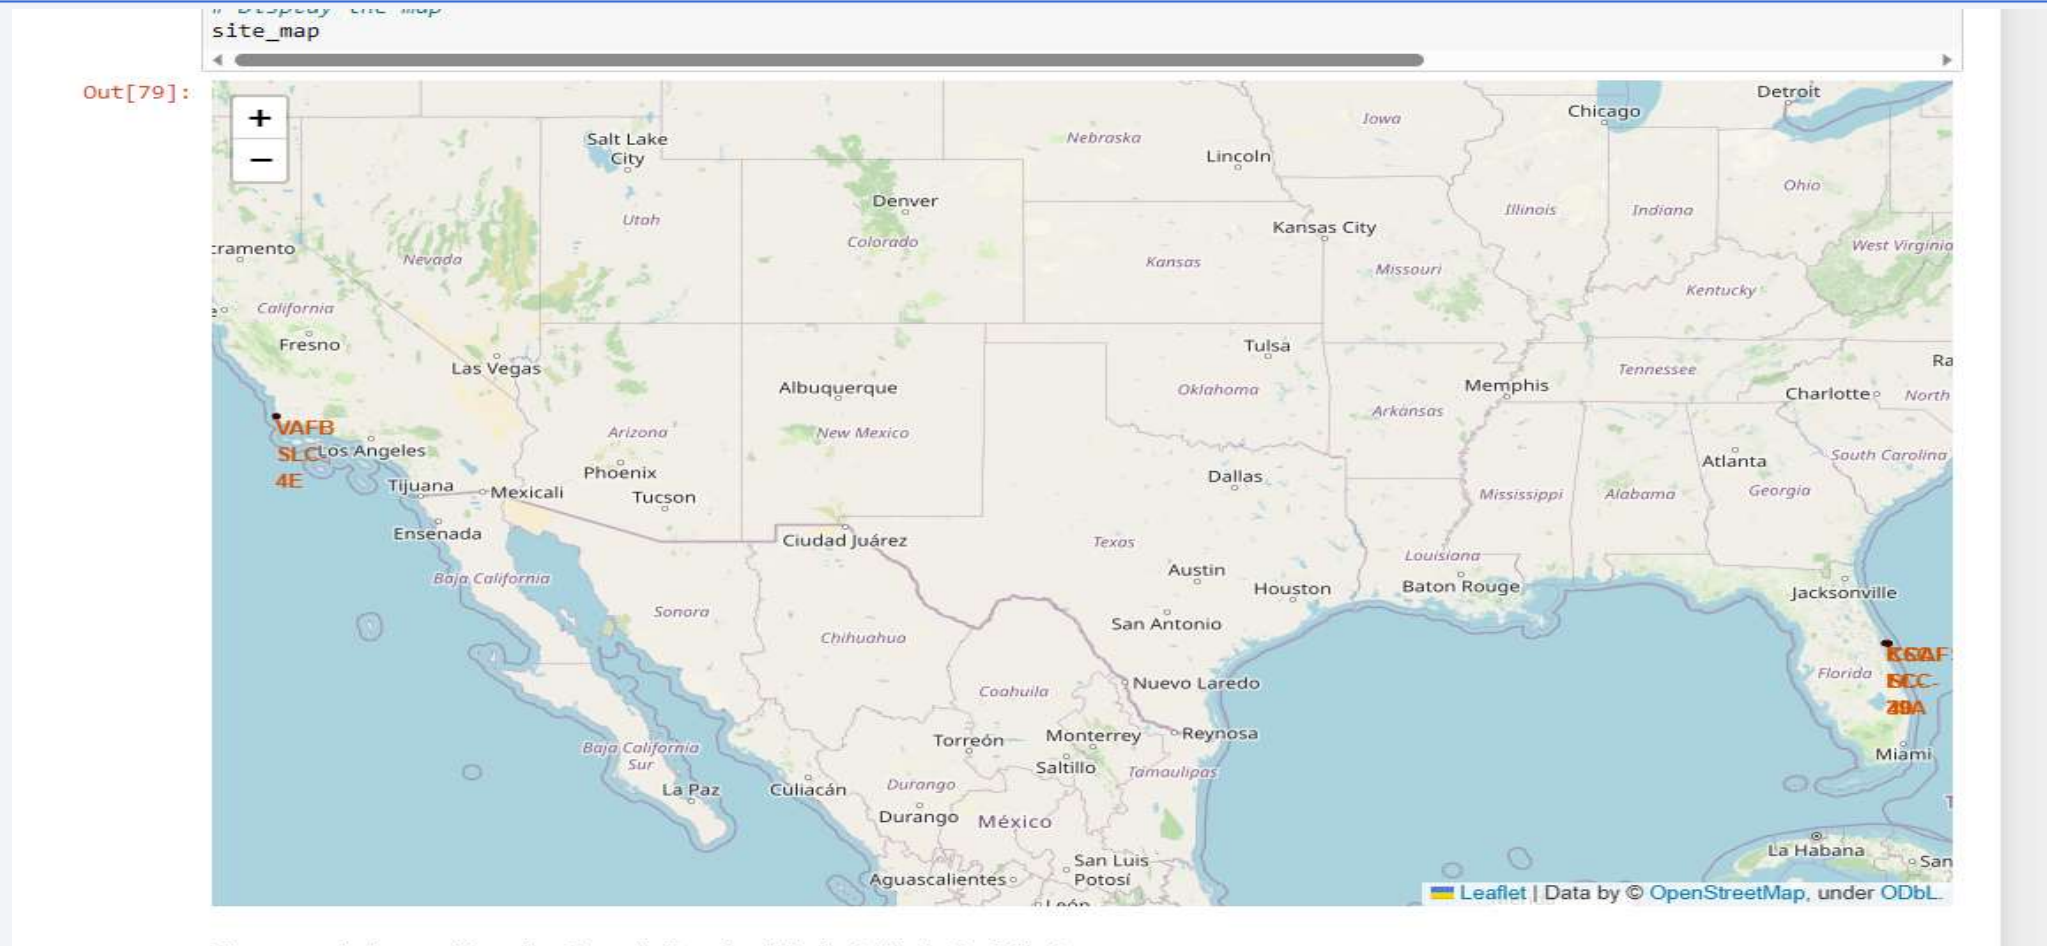 site_map
Out[79]:
+
−
Detroit
Chicago
Iowa
Salt Lake
City
Nebraska
Lincoln
Ohio
Denver
Illinois
Indiana
Utah
Kansas City
Colorado
West Virginia
cramento
Nevada
Kansas
Missouri
Kentucky
California
Fresno
Tulsa
Ra
Las Vegas
Tennessee
Albuquerque
Oklahoma
Memphis
Charlotte
North
Arkansas
VAFB
Arizona
New Mexico
SLC-
Los Angeles
South Carolina
Atlanta
Phoenix
Dallas
4E
Tijuana
Mexicali
Tucson
Mississippi
Alabama
Georgia
Ensenada
Ciudad Juárez
Texas
Louisiana
Baja California
Austin
Houston
Baton Rouge
Jacksonville
Sonora
San Antonio
Chihuahua
Florida
Coahuila
Nuevo Laredo
Torreón
Monterrey
Reynosa
Baja California
Sur
Miami
Saltillo
Tamaulipas
La Paz
Culiacán
Durango
Durango
México
La Habana
San Luis
Potosí
San
Aguascalientes
León
Leaflet | Data by © OpenStreetMap, under ODbL.